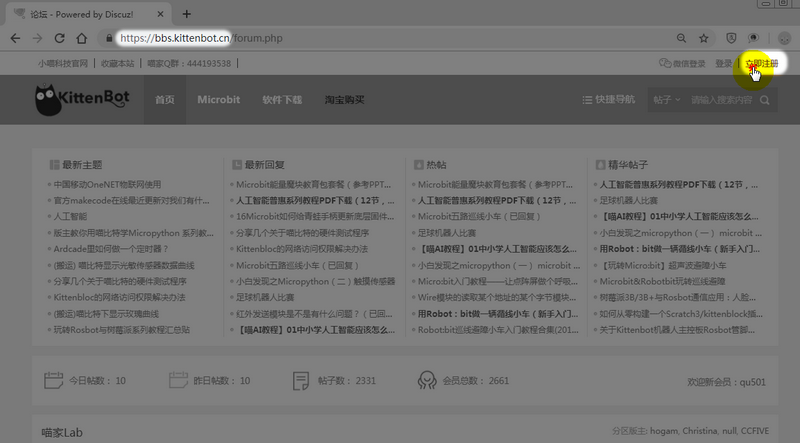 论坛 - Powered by Discuz!
https://bbs.kittenbot.cn/forum.php
小喵科技官网 | 收藏本站 | 喵家Q群：444193538 |
微信登录 登录 | 立即注册
KittenBot 首页 Microbit 软件下载 淘宝购买 快捷导航 帖子 请输入搜索内容
最新主题
中国移动OneNET物联网使用
官方makecode在线最近更新对我们有什...
人工智能
版主教你用喵比特学Micropython 系列教...
Ardcade里如何做一个定时器？
(搬运) 喵比特显示光敏传感器数据曲线
分享几个关于喵比特的硬件测试程序
Kittenbloc的网络访问权限解决办法
(搬运)喵比特下显示玫瑰曲线
玩转Rosbot与树莓派系列教程汇总贴
最新回复
Microbit能量魔块教育包套餐（参考PPT...
人工智能普惠系列教程PDF下载（12节，...
16Microbit如何给青蛙手柄更新底层固件...
分享几个关于喵比特的硬件测试程序
Kittenbloc的网络访问权限解决办法
Microbit五路巡线小车（已回复）
小白发现之Micropython（二）触摸传感器
足球机器人比赛
红外发送模块是不是有什么问题？（已回...
【喵AI教程】01中小学人工智能应该怎么...
热帖
Microbit能量魔块教育包套餐（参考PPT...
人工智能普惠系列教程PDF下载（12节，...
Microbit五路巡线小车（已回复）
足球机器人比赛
【喵AI教程】01中小学人工智能应该怎么...
小白发现之micropython（一） microbit ...
Microbit入门教程——让点阵屏做个呼吸...
Wire模块的读取某个地址的某个字节模块...
用Robot：bit做一辆循线小车（新手入门...
Robot:bit巡线避障小车入门教程合集(201...
精华帖子
人工智能普惠系列教程PDF下载（12节，...
足球机器人比赛
【喵AI教程】01中小学人工智能应该怎么...
小白发现之micropython（一） microbit ...
用Robot：bit做一辆循线小车（新手入门...
【玩转Micro:bit】超声波避障小车
Microbit&Robotbit玩转巡线避障
树莓派3B/3B+与Rosbot通信应用：人脸...
如何从零构建一个Scratch3/kittenblock插...
关于Kittenbot机器人主控板Rosbot管脚...
今日帖数： 10 昨日帖数： 10 帖子数： 2331 会员总数： 2661 欢迎新会员：qu501
喵家Lab 分区版主: hogam, Christina, null, CCFIVE